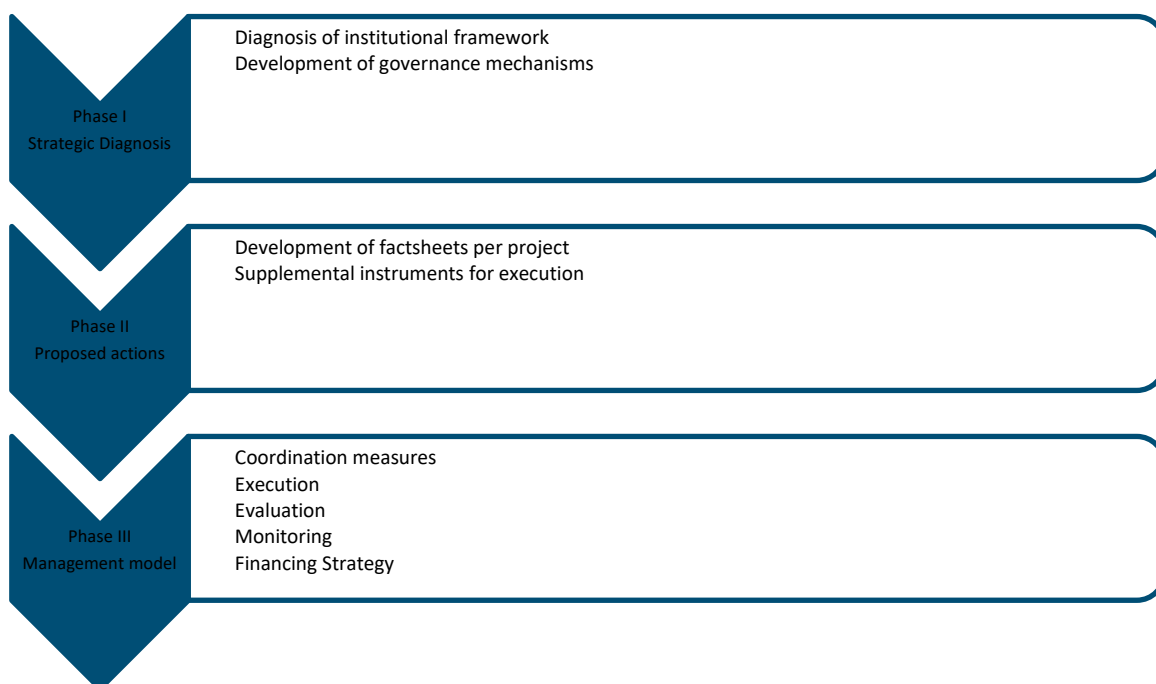 Phase I
Strategic Diagnosis
Diagnosis of institutional framework
Development of governance mechanisms
Phase II
Proposed actions
Development of factsheets per project
Supplemental instruments for execution
Phase III
Management model
Coordination measures
Execution
Evaluation
Monitoring
Financing Strategy